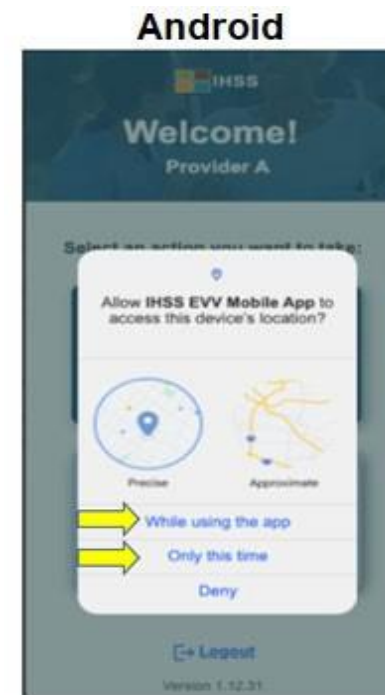 Android
IHSS
Welcome!
Provider A
Select an action you want to take:
Allow IHSS EVV Mobile App to
access this device's location?
Precise Approximate
While using the app
Only this time
Deny
Logout
Version 1.12.31